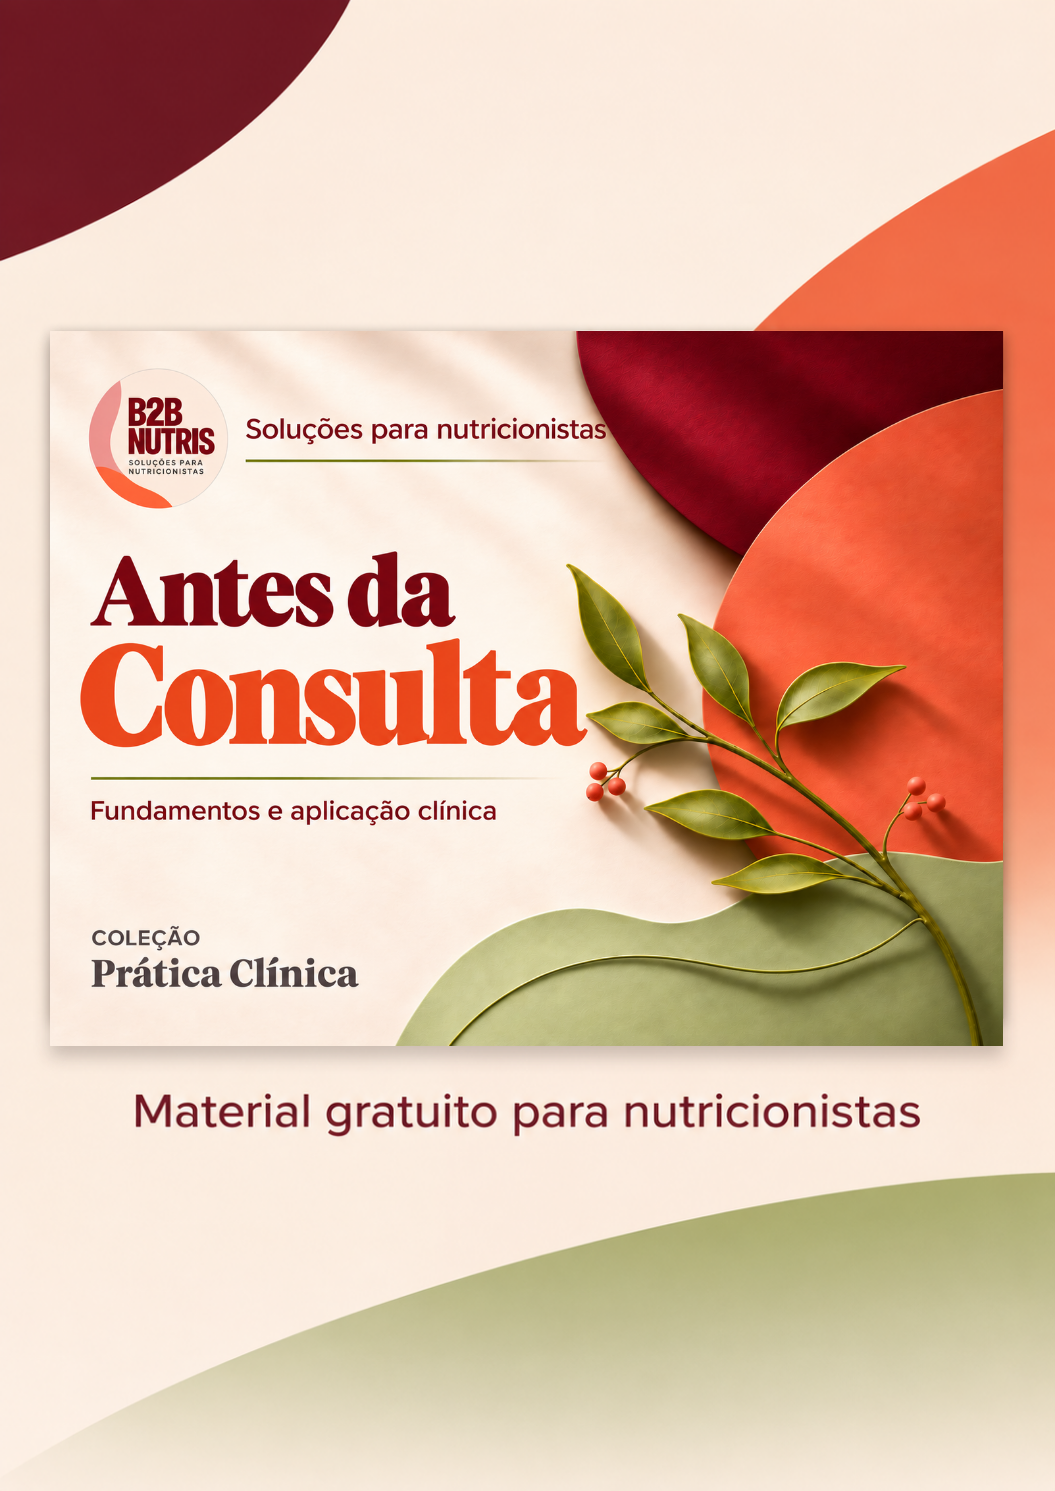 B2B
NUTRIS
SOLUÇÕES PARA
NUTRICIONISTAS
Soluções para nutricionistas
Antes da
Consulta
Fundamentos e aplicação clínica
COLEÇÃO
Prática Clínica
Material gratuito para nutricionistas